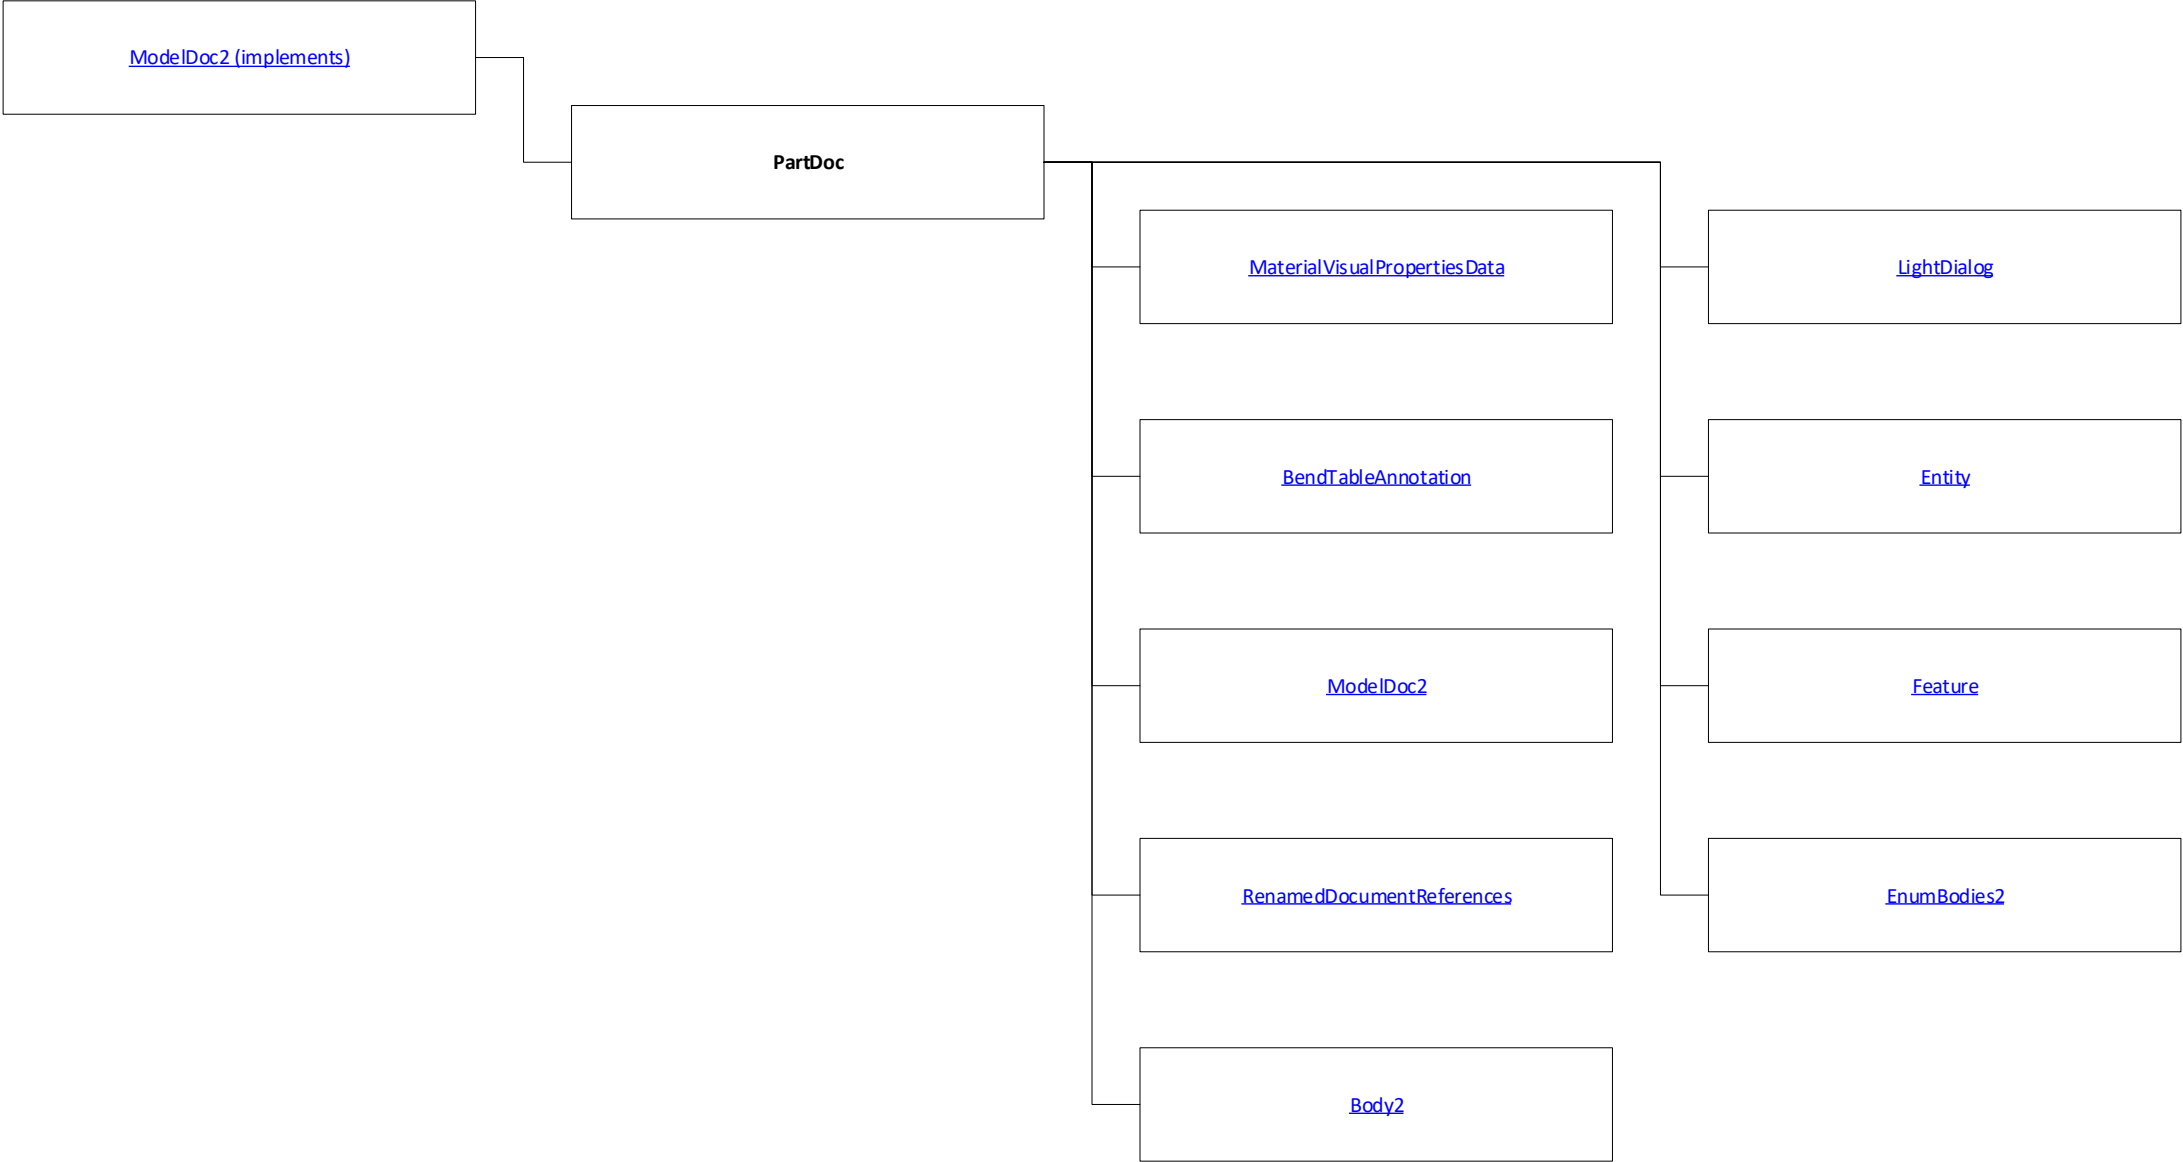 ModelDoc2 (implements)
PartDoc
MaterialVisualPropertiesData
LightDialog
BendTableAnnotation
Entity
ModelDoc2
Feature
RenamedDocumentReferences
EnumBodies2
Body2